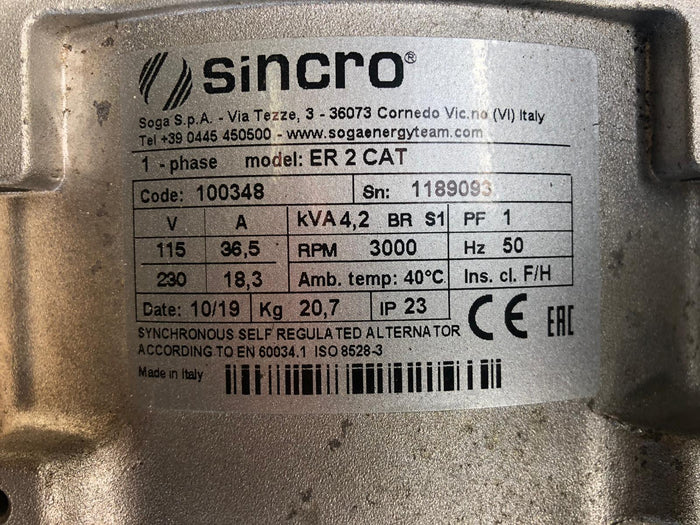 sincro®
Soga S.p.A. - Via Tezze, 3 - 36073 Cornedo Vic.no (VI) Italy
Tel +39 0445 450500 - www.sogaenergyteam.com
1 - phase model: ER 2 CAT
Code: 100348 Sn: 1189093
V A kVA 4,2 BR S1 PF 1
115 36,5 RPM 3000 Hz 50
230 18,3 Amb. temp: 40°C Ins. cl. F/H
Date: 10/19 Kg 20,7 IP 23 CE EAC
SYNCHRONOUS SELF REGULATED ALTERNATOR
ACCORDING TO EN 60034.1 ISO 8528-3
Made in Italy